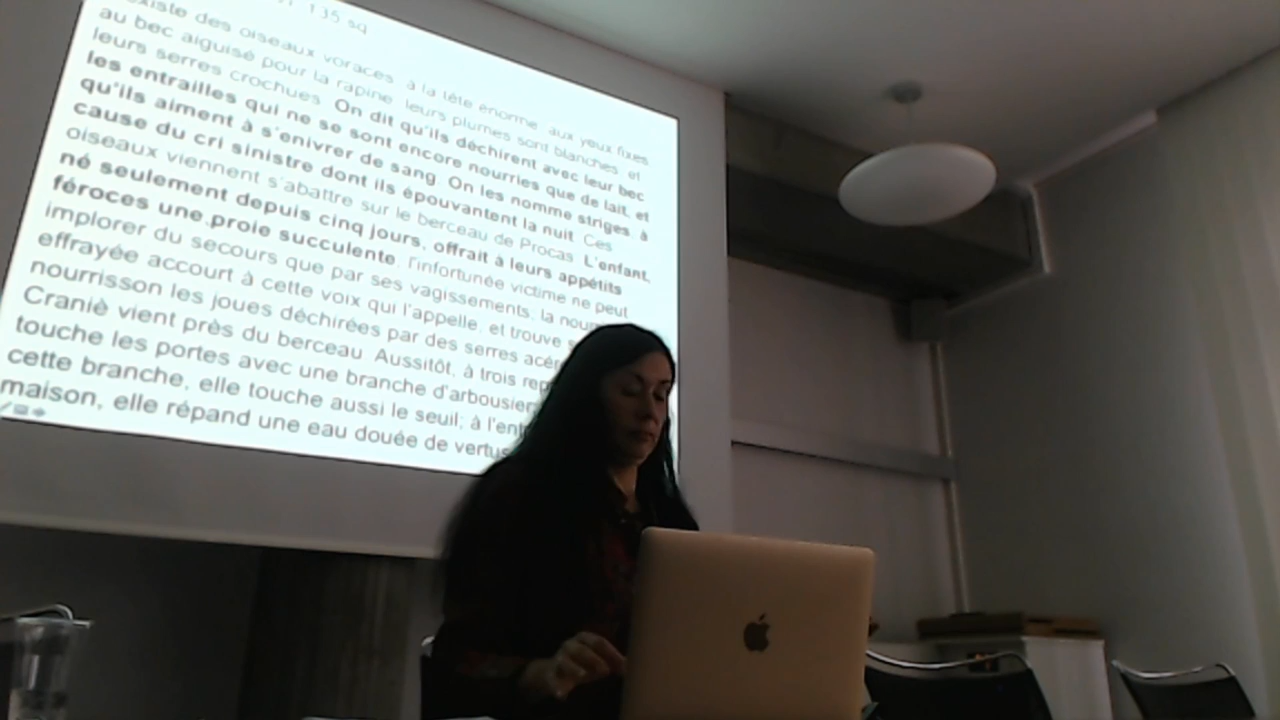 135 sq
existe des oiseaux voraces, à la tête énorme, aux yeux fixes
au bec aiguisé pour la rapine, leurs plumes sont blanches, et
leurs serres crochues. On dit qu'ils déchirent avec leur bec
les entrailles qui ne se sont encore nourries que de lait, et
qu'ils aiment à s'enivrer de sang. On les nomme striges, à
cause du cri sinistre dont ils épouvantent la nuit. Ces
oiseaux viennent s'abattre sur le berceau de Procas. L'enfant,
né seulement depuis cinq jours, offrait à leurs appétits
féroces une proie succulente; l'infortunée victime ne peut
implorer du secours que par ses vagissements; la
effrayée accourt à cette voix qui l'appelle, et trouve
nourrisson les joues déchirées par des serres
Craniè vient près du berceau. Aussitôt, à trois
touche les portes avec une branche d'arbousier
cette branche, elle touche aussi le seuil; à
maison, elle répand une eau douée de vertus